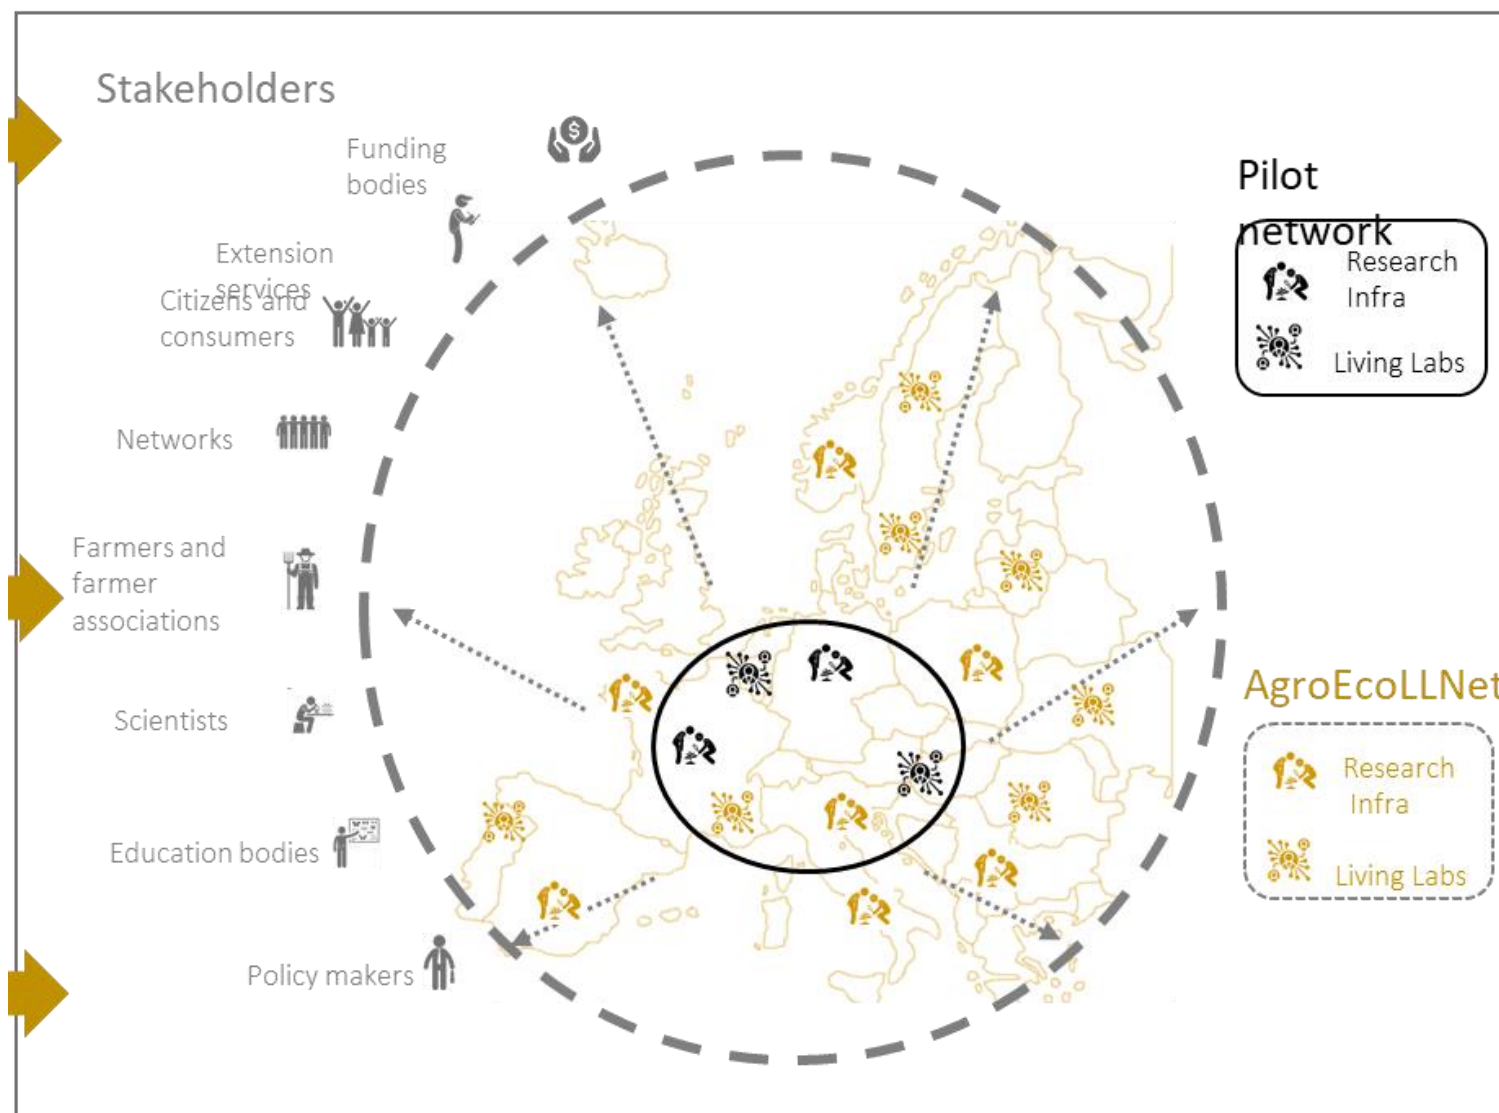 Stakeholders
Funding
bodies
Extension
services
Citizens and
consumers
Networks
Farmers and
farmer
associations
Scientists
Education bodies
Policy makers
Pilot
network
Research
Infra
Living Labs
AgroEcoLLNet
Research
Infra
Living Labs